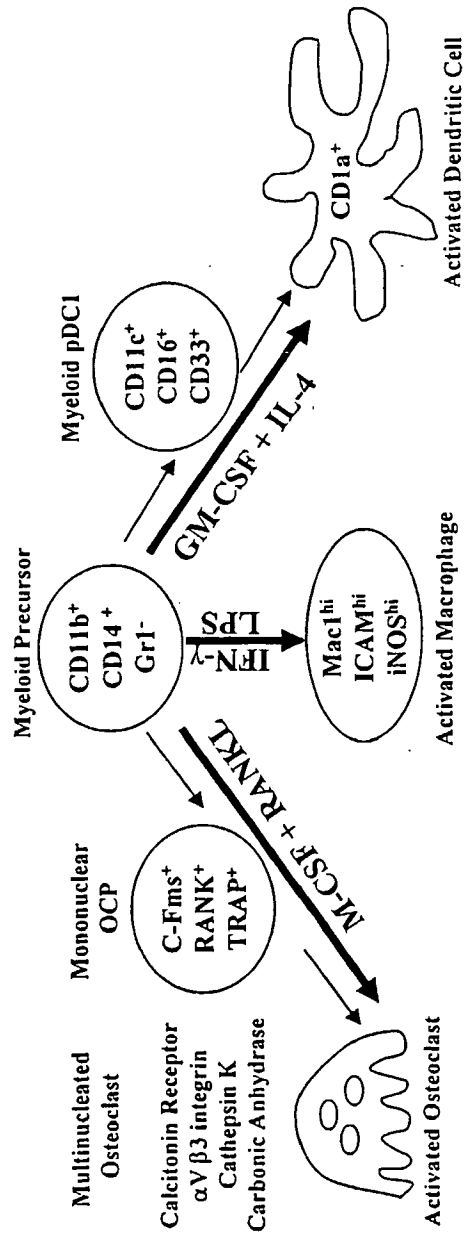 Multinucleated
Osteoclast
Calcitonin Receptor
αV β3 integrin
Cathepsin K
Carbonic Anhydrase
Activated Osteoclast
Mononuclear
OCP
C-Fms⁺
RANK⁺
TRAP⁺
M-CSF + RANKL
Myeloid Precursor
CD11b⁺
CD14 ⁺
Gr1⁻
IFN-γ
LPS
Mac1ʰⁱ
ICAMʰⁱ
iNOSʰⁱ
Activated Macrophage
Myeloid pDC1
CD11c⁺
CD16⁺
CD33⁺
GM-CSF + IL-4
CD1a⁺
Activated Dendritic Cell